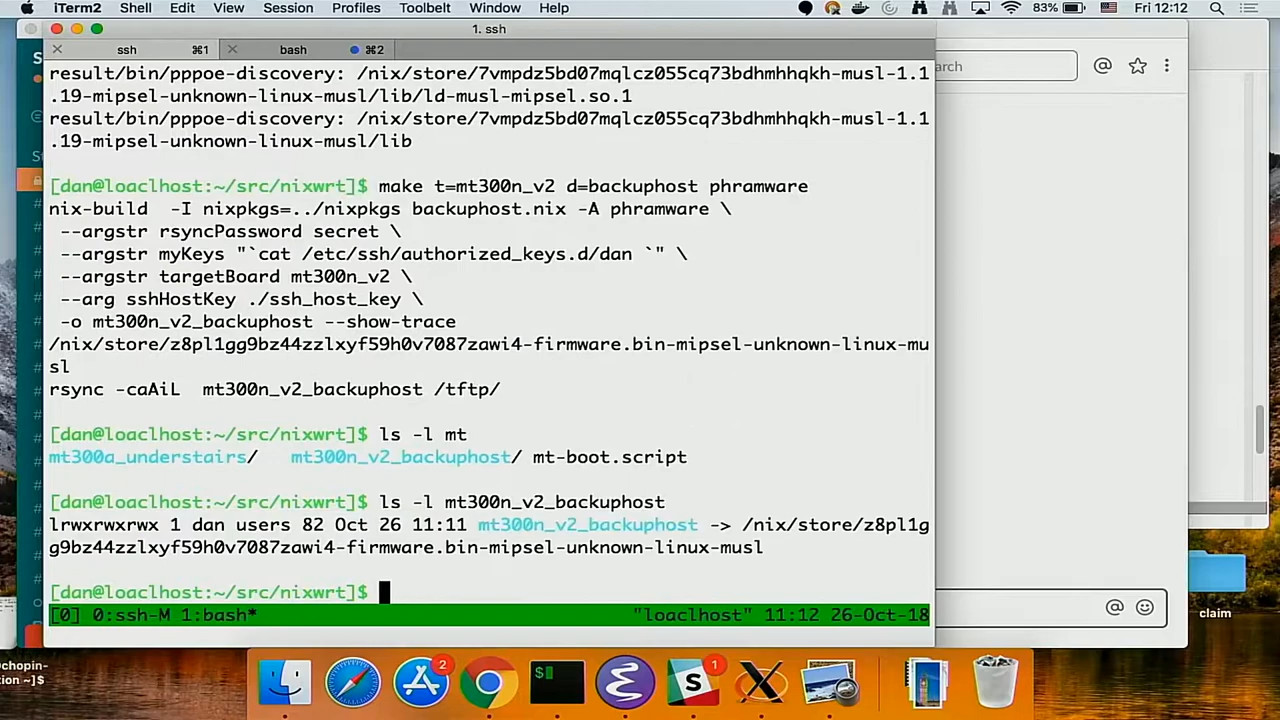 iTerm2 Shell Edit View Session Profiles Toolbelt Window Help 83% Fri 12:12
1. ssh
ssh ⌘1 bash ⌘2
arch
result/bin/pppoe-discovery: /nix/store/7vmpdz5bd07mqlcz055cq73bdhmhhqkh-musl-1.1
.19-mipsel-unknown-linux-musl/lib/ld-musl-mipsel.so.1
result/bin/pppoe-discovery: /nix/store/7vmpdz5bd07mqlcz055cq73bdhmhhqkh-musl-1.1
.19-mipsel-unknown-linux-musl/lib
[dan@loaclhost:~/src/nixwrt]$ make t=mt300n_v2 d=backuphost phramware
nix-build -I nixpkgs=../nixpkgs backuphost.nix -A phramware \
--argstr rsyncPassword secret \
--argstr myKeys "`cat /etc/ssh/authorized_keys.d/dan `" \
--argstr targetBoard mt300n_v2 \
--arg sshHostKey ./ssh_host_key \
-o mt300n_v2_backuphost --show-trace
/nix/store/z8pl1gg9bz44zzlxyf59h0v7087zawi4-firmware.bin-mipsel-unknown-linux-mu
sl
rsync -caAiL mt300n_v2_backuphost /tftp/
[dan@loaclhost:~/src/nixwrt]$ ls -l mt
mt300a_understairs/ mt300n_v2_backuphost/ mt-boot.script
[dan@loaclhost:~/src/nixwrt]$ ls -l mt300n_v2_backuphost
lrwxrwxrwx 1 dan users 82 Oct 26 11:11 mt300n_v2_backuphost -> /nix/store/z8pl1g
g9bz44zzlxyf59h0v7087zawi4-firmware.bin-mipsel-unknown-linux-musl
[dan@loaclhost:~/src/nixwrt]$
[0] 0:ssh-M 1:bash* "loaclhost" 11:12 26-Oct-18
claim
chopin-
tion ~]$
2 1